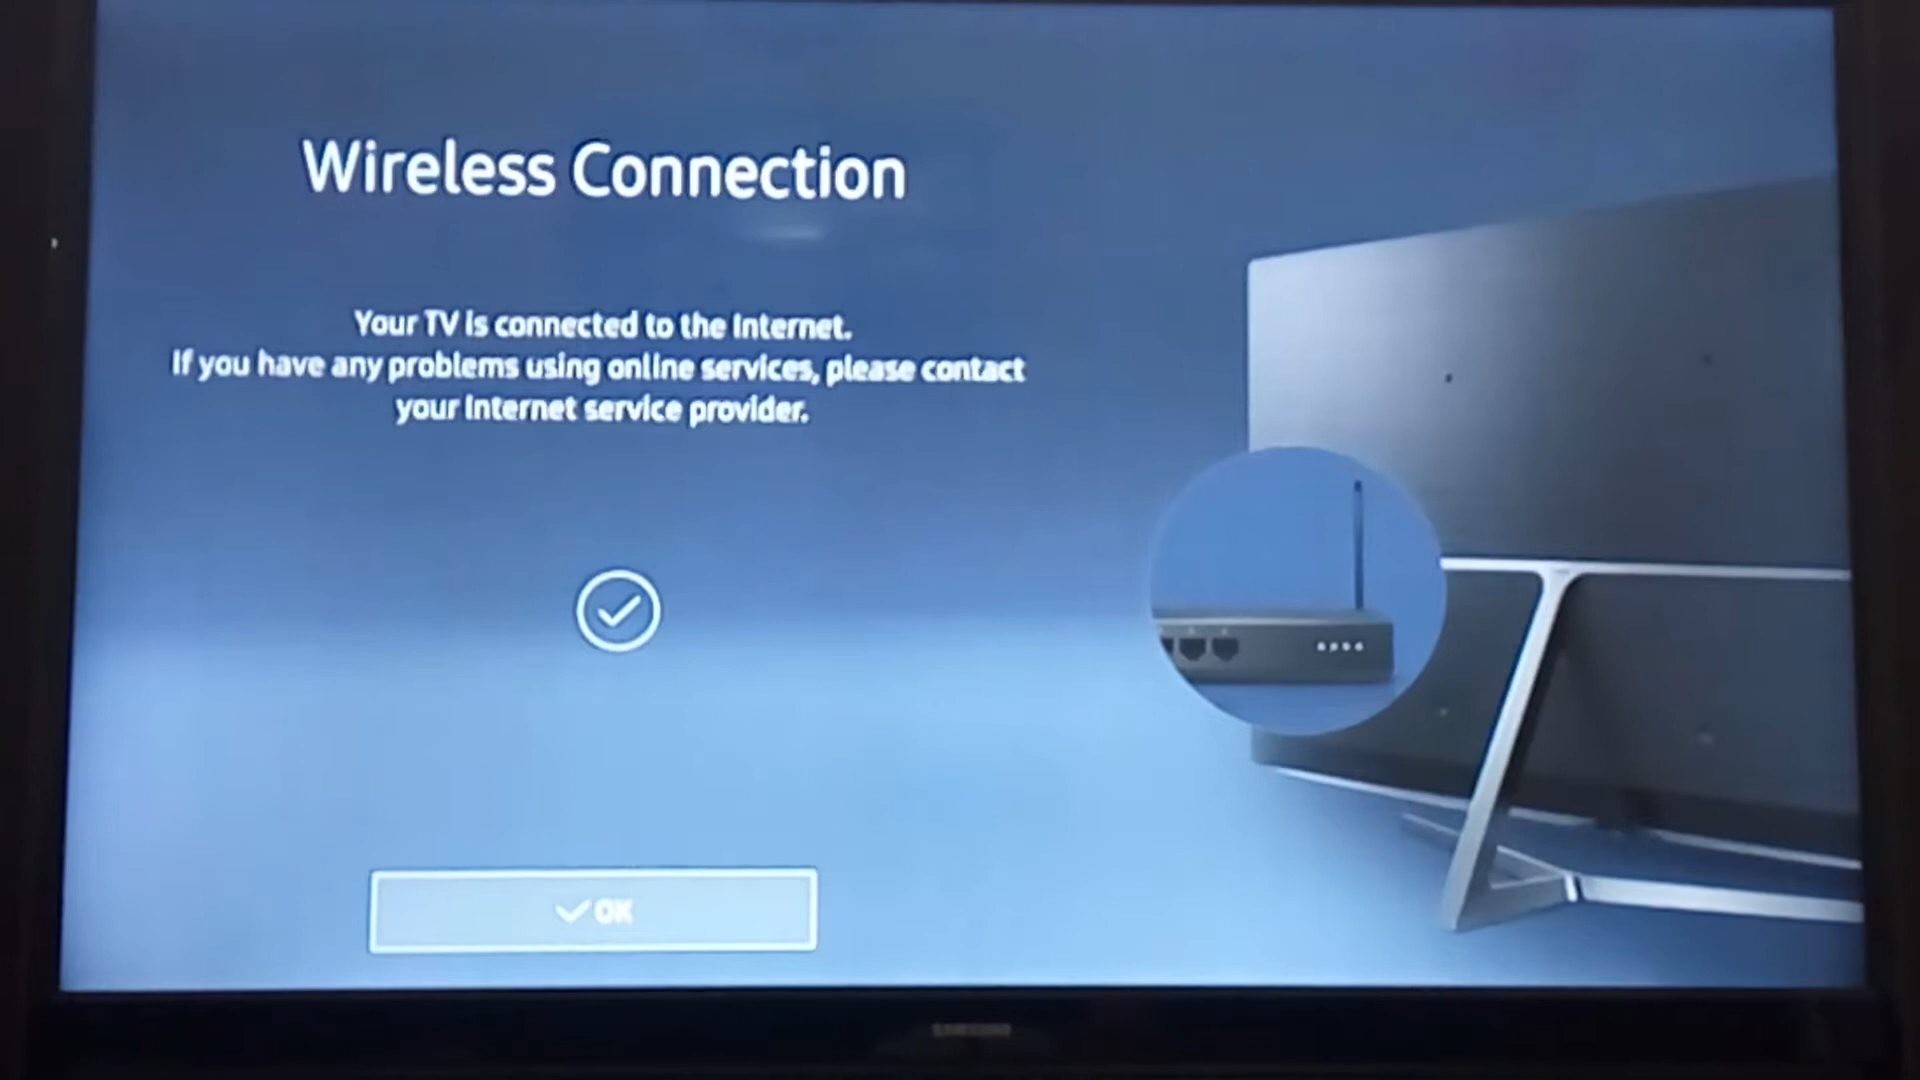 Wireless Connection
Your TV is connected to the Internet.
If you have any problems using online services, please contact
your Internet service provider.
OK
SAMSUNG